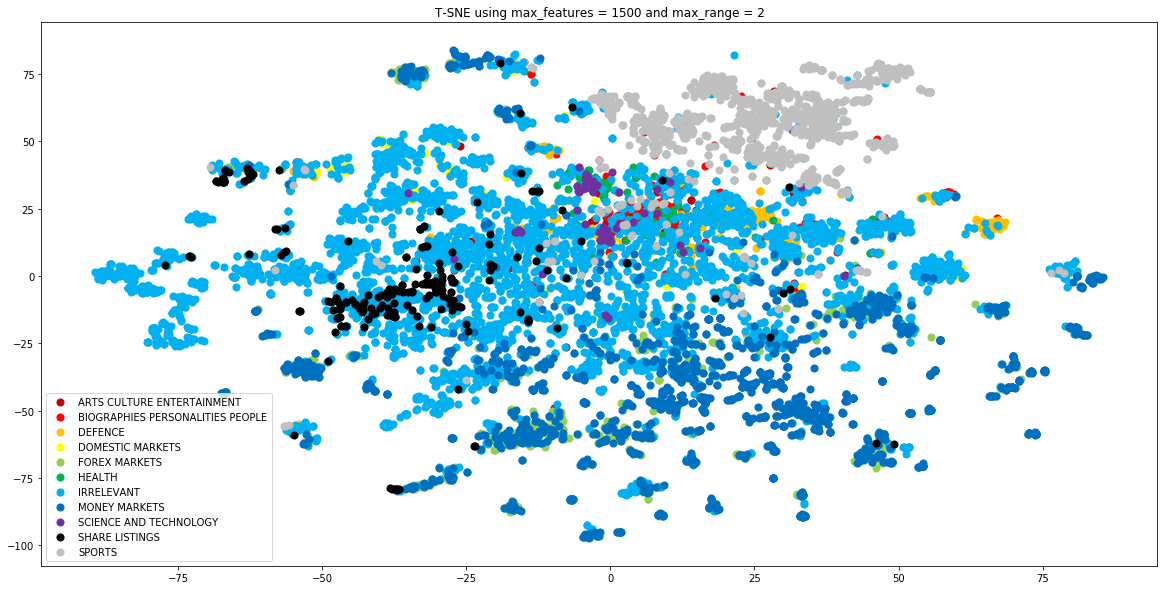 T-SNE using max_features = 1500 and max_range = 2
75
50
25
0
−25
−50
−75
−100
ARTS CULTURE ENTERTAINMENT
BIOGRAPHIES PERSONALITIES PEOPLE
DEFENCE
DOMESTIC MARKETS
FOREX MARKETS
HEALTH
IRRELEVANT
MONEY MARKETS
SCIENCE AND TECHNOLOGY
SHARE LISTINGS
SPORTS
−75 −50 −25 0 25 50 75